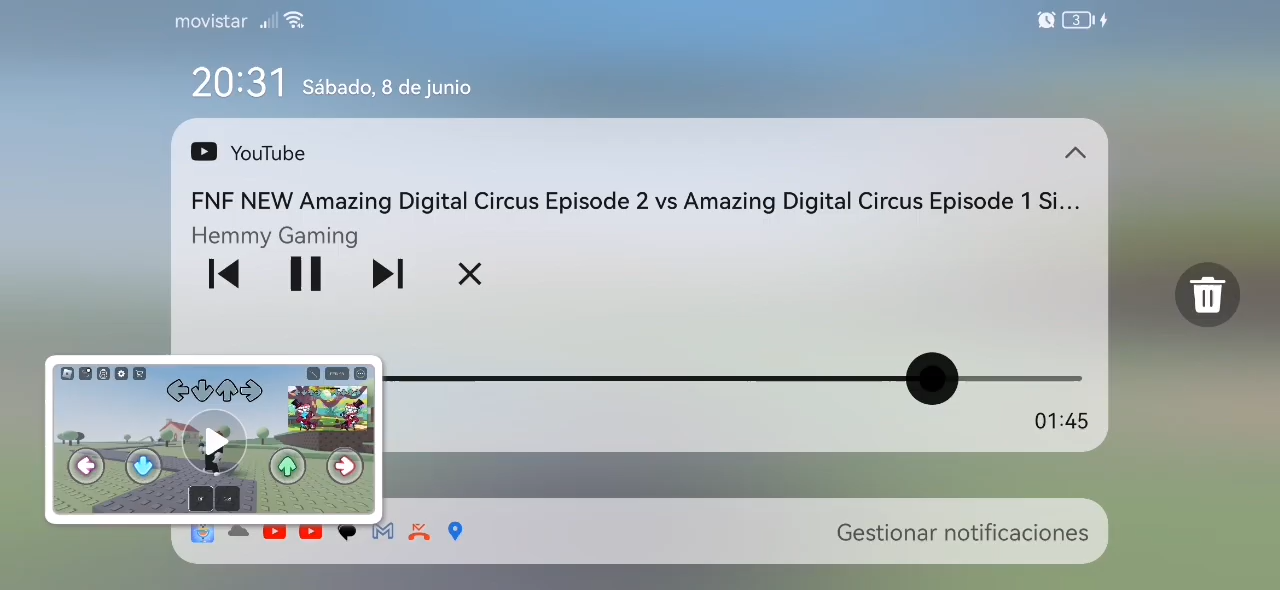 movistar
3
20:31 Sábado, 8 de junio
YouTube
FNF NEW Amazing Digital Circus Episode 2 vs Amazing Digital Circus Episode 1 Si...
Hemmy Gaming
01:45
Gestionar notificaciones